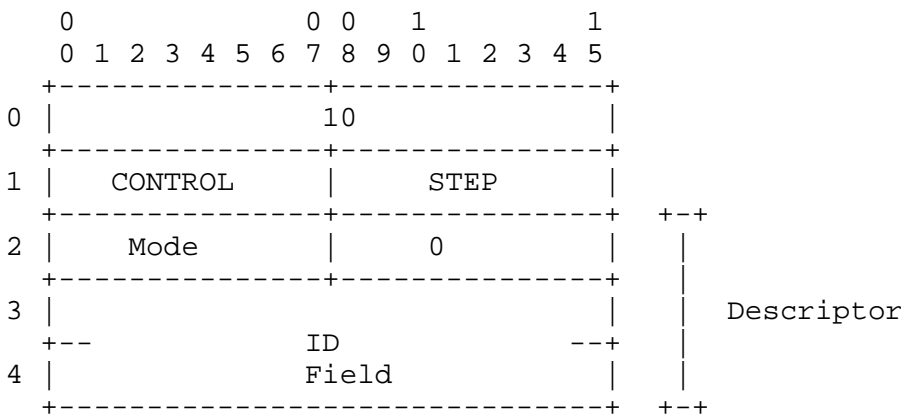 0 0 0 1 1
0 1 2 3 4 5 6 7 8 9 0 1 2 3 4 5
+---------------+---------------+
0 | 10 |
+---------------+---------------+
1 | CONTROL | STEP |
+---------------+---------------+ +-+
2 | Mode | 0 | |
+---------------+---------------+ |
3 | | | Descriptor
+-- ID --+ |
4 | Field | |
+-------------------------------+ +-+